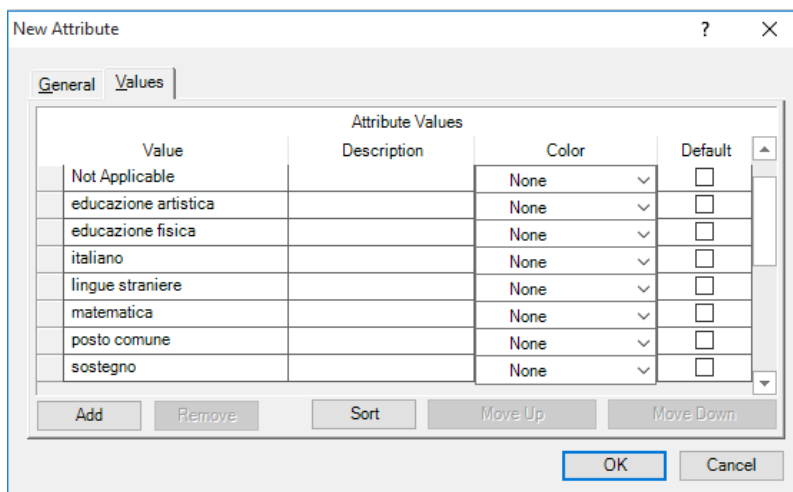 New Attribute ?
General Values
Attribute Values
Value Description Color Default
Not Applicable None
educazione artistica None
educazione fisica None
italiano None
lingue straniere None
matematica None
posto comune None
sostegno None
Add Remove Sort Move Up Move Down
OK Cancel